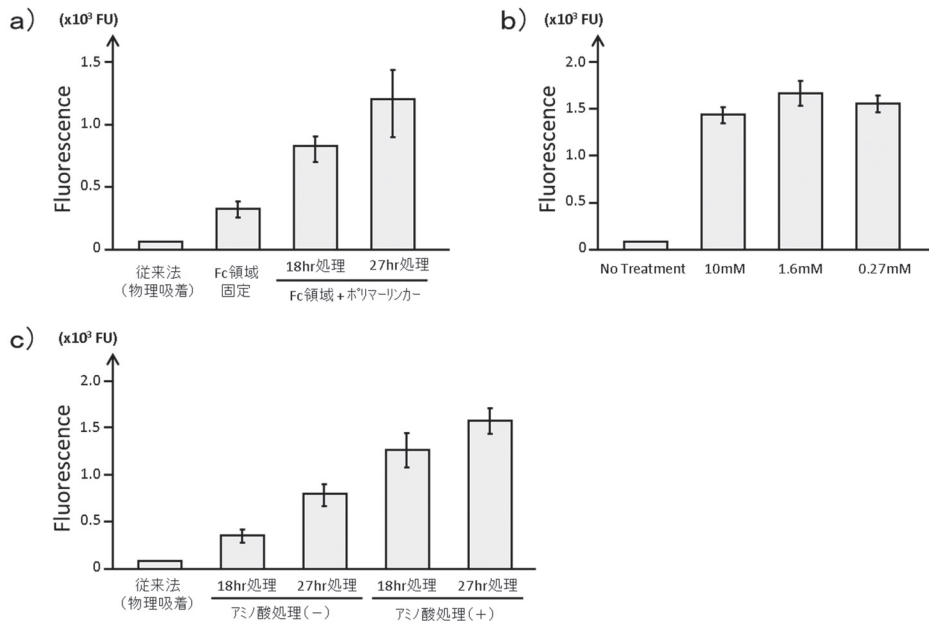 a)
(x10³ FU)
Fluorescence
1.5
1.0
0.5
0
従来法
(物理吸着)
Fc領域
固定
18hr処理 27hr処理
Fc領域+ポリマーリンカー
b)
(x10³ FU)
Fluorescence
2.0
1.5
1.0
0.5
0
No Treatment 10mM 1.6mM 0.27mM
c)
(x10³ FU)
Fluorescence
2.0
1.5
1.0
0.5
0
従来法
(物理吸着)
18hr処理 27hr処理 18hr処理 27hr処理
アミノ酸処理(-) アミノ酸処理(+)